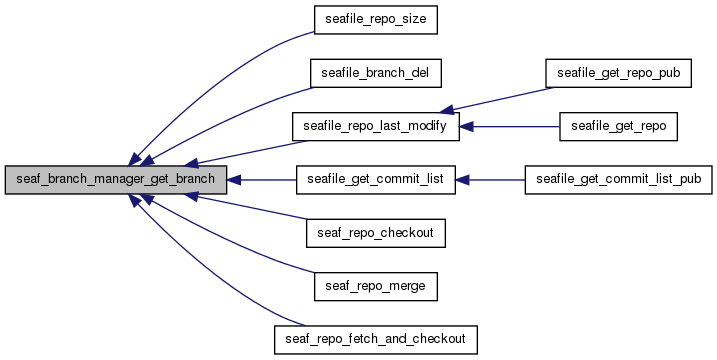 seafile_repo_size
seafile_branch_del
seafile_get_repo_pub
seafile_repo_last_modify
seafile_get_repo
seaf_branch_manager_get_branch
seafile_get_commit_list
seafile_get_commit_list_pub
seaf_repo_checkout
seaf_repo_merge
seaf_repo_fetch_and_checkout